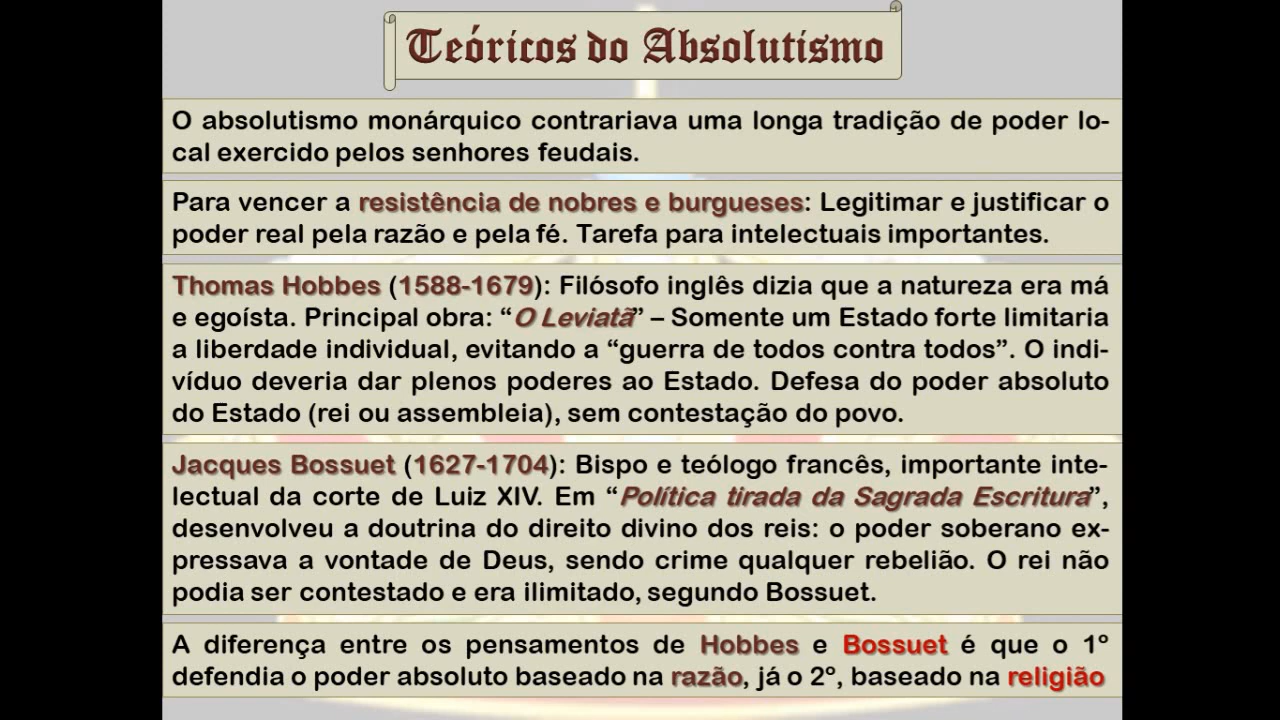 Teóricos do Absolutismo
O absolutismo monárquico contrariava uma longa tradição de poder lo-
cal exercido pelos senhores feudais.
Para vencer a resistência de nobres e burgueses: Legitimar e justificar o
poder real pela razão e pela fé. Tarefa para intelectuais importantes.
Thomas Hobbes (1588-1679): Filósofo inglês dizia que a natureza era má
e egoísta. Principal obra: “O Leviatã” – Somente um Estado forte limitaria
a liberdade individual, evitando a “guerra de todos contra todos”. O indi-
víduo deveria dar plenos poderes ao Estado. Defesa do poder absoluto
do Estado (rei ou assembleia), sem contestação do povo.
Jacques Bossuet (1627-1704): Bispo e teólogo francês, importante inte-
lectual da corte de Luiz XIV. Em “Política tirada da Sagrada Escritura”,
desenvolveu a doutrina do direito divino dos reis: o poder soberano ex-
pressava a vontade de Deus, sendo crime qualquer rebelião. O rei não
podia ser contestado e era ilimitado, segundo Bossuet.
A diferença entre os pensamentos de Hobbes e Bossuet é que o 1º
defendia o poder absoluto baseado na razão, já o 2º, baseado na religião